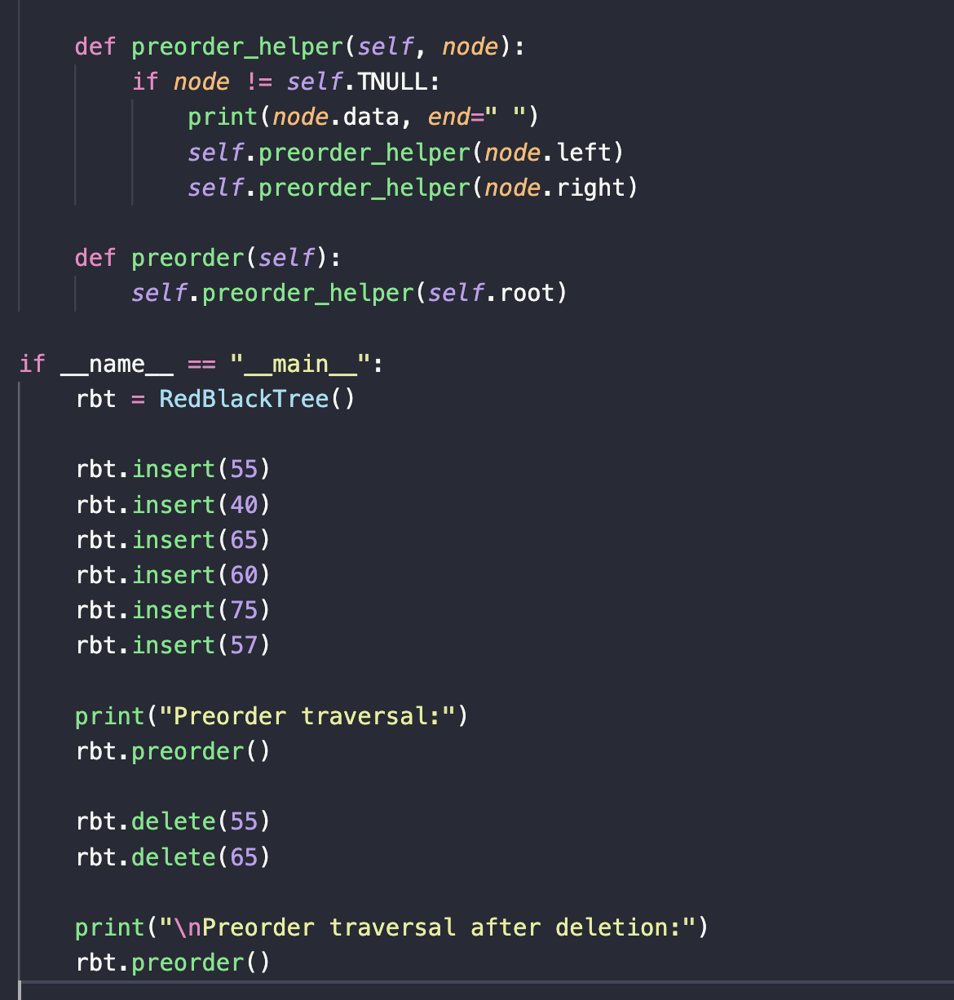 def preorder_helper(self, node):
if node != self.TNULL:
print(node.data, end=" ")
self.preorder_helper(node.left)
self.preorder_helper(node.right)
def preorder(self):
self.preorder_helper(self.root)
if __name__ == "__main__":
rbt = RedBlackTree()
rbt.insert(55)
rbt.insert(40)
rbt.insert(65)
rbt.insert(60)
rbt.insert(75)
rbt.insert(57)
print("Preorder traversal:")
rbt.preorder()
rbt.delete(55)
rbt.delete(65)
print("\nPreorder traversal after deletion:")
rbt.preorder()